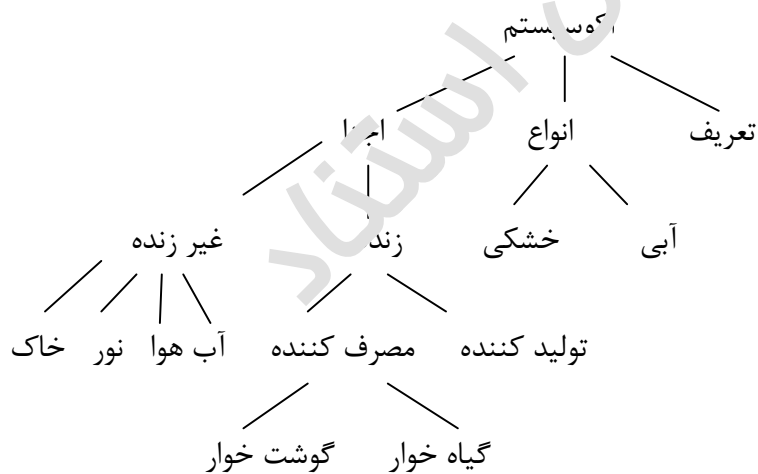 اکوسیستم
تعریف انواع اجزا
آبی خشکی زنده غیر زنده
تولید کننده مصرف کننده آب هوا نور خاک
گیاه خوار گوشت خوار